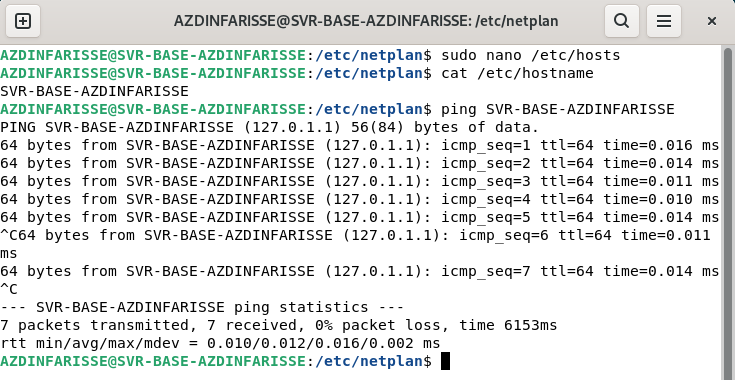 AZDINFARISSE@SVR-BASE-AZDINFARISSE: /etc/netplan
AZDINFARISSE@SVR-BASE-AZDINFARISSE:/etc/netplan$ sudo nano /etc/hosts
AZDINFARISSE@SVR-BASE-AZDINFARISSE:/etc/netplan$ cat /etc/hostname
SVR-BASE-AZDINFARISSE
AZDINFARISSE@SVR-BASE-AZDINFARISSE:/etc/netplan$ ping SVR-BASE-AZDINFARISSE
PING SVR-BASE-AZDINFARISSE (127.0.1.1) 56(84) bytes of data.
64 bytes from SVR-BASE-AZDINFARISSE (127.0.1.1): icmp_seq=1 ttl=64 time=0.016 ms
64 bytes from SVR-BASE-AZDINFARISSE (127.0.1.1): icmp_seq=2 ttl=64 time=0.014 ms
64 bytes from SVR-BASE-AZDINFARISSE (127.0.1.1): icmp_seq=3 ttl=64 time=0.011 ms
64 bytes from SVR-BASE-AZDINFARISSE (127.0.1.1): icmp_seq=4 ttl=64 time=0.010 ms
64 bytes from SVR-BASE-AZDINFARISSE (127.0.1.1): icmp_seq=5 ttl=64 time=0.014 ms
^C64 bytes from SVR-BASE-AZDINFARISSE (127.0.1.1): icmp_seq=6 ttl=64 time=0.011
ms
64 bytes from SVR-BASE-AZDINFARISSE (127.0.1.1): icmp_seq=7 ttl=64 time=0.014 ms
^C
--- SVR-BASE-AZDINFARISSE ping statistics ---
7 packets transmitted, 7 received, 0% packet loss, time 6153ms
rtt min/avg/max/mdev = 0.010/0.012/0.016/0.002 ms
AZDINFARISSE@SVR-BASE-AZDINFARISSE:/etc/netplan$